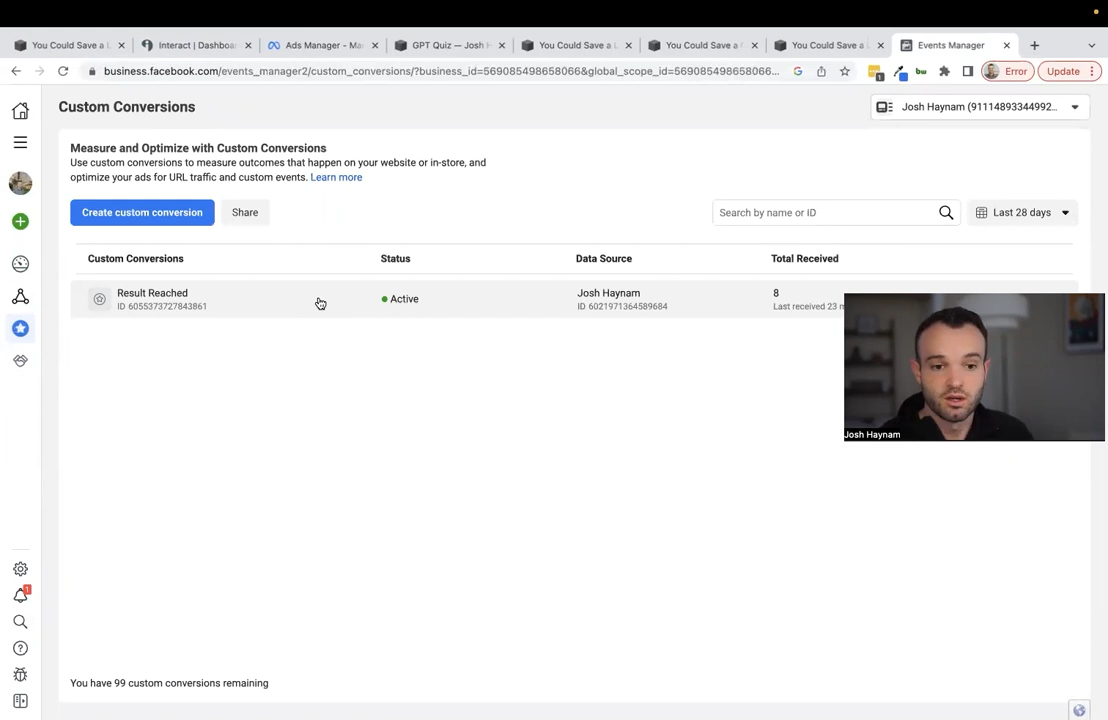 You Could Save a L
Interact | Dashboa
Ads Manager - Ma
GPT Quiz — Josh H
You Could Save a L
You Could Save a
You Could Save a
Events Manager
business.facebook.com/events_manager2/custom_conversions/?business_id=569085498658066&global_scope_id=569085498658066...
1
bw
Error
Update
Custom Conversions
Josh Haynam (91114893344992...
Measure and Optimize with Custom Conversions
Use custom conversions to measure outcomes that happen on your website or in-store, and
optimize your ads for URL traffic and custom events. Learn more
Create custom conversion
Share
Search by name or ID
Last 28 days
Custom Conversions
Status
Data Source
Total Received
Result Reached
Active
Josh Haynam
8
ID 6055373727843861
ID 6021971364589684
Last received 23 m
Josh Haynam
1
You have 99 custom conversions remaining